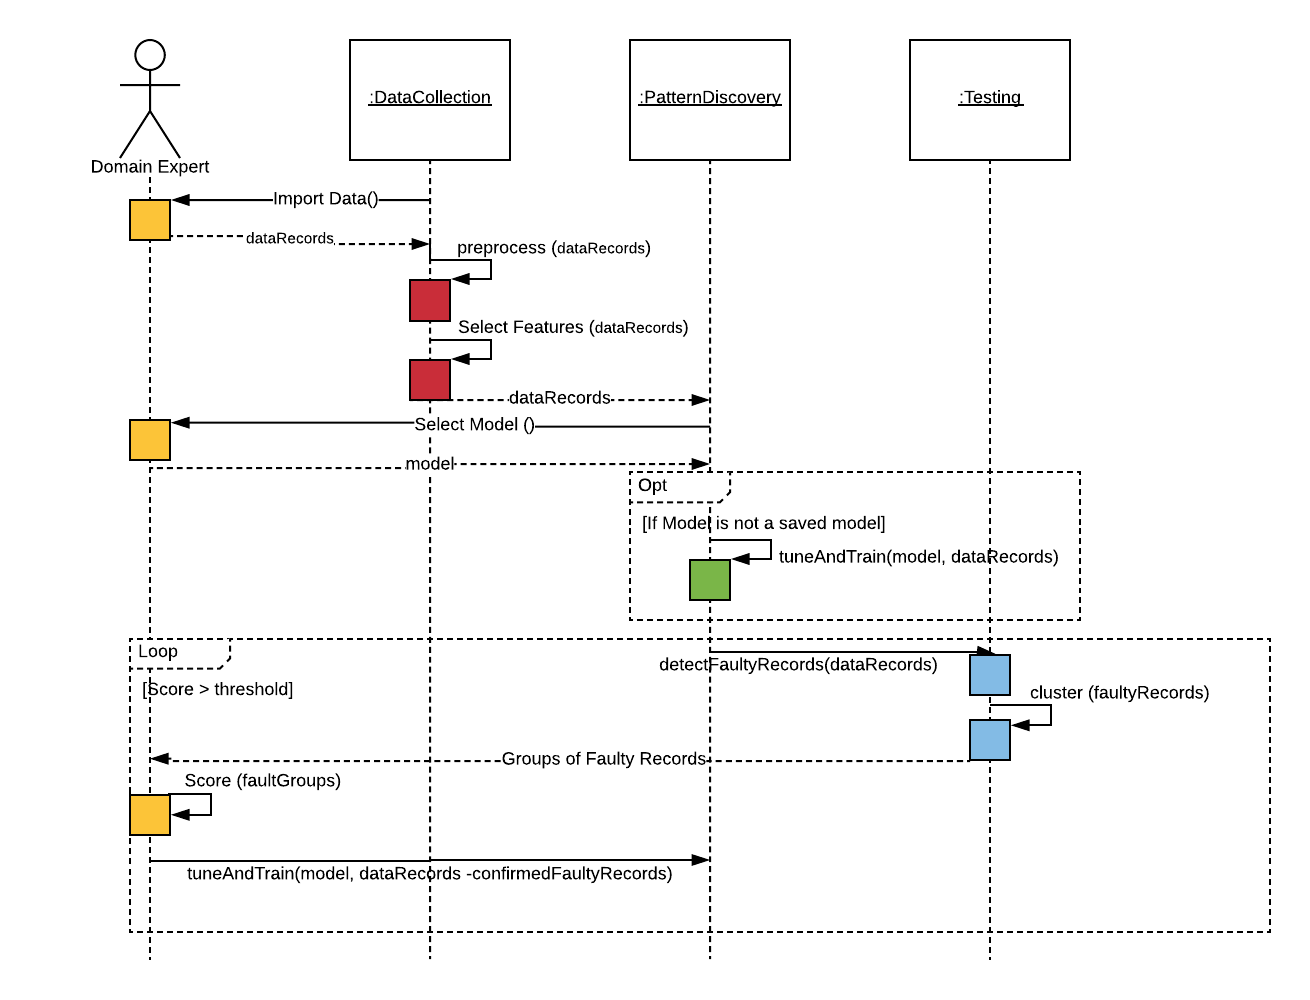 Domain Expert
:DataCollection
:PatternDiscovery
:Testing
Import Data()
dataRecords
preprocess (dataRecords)
Select Features (dataRecords)
dataRecords
Select Model ()
model
Opt
[If Model is not a saved model]
tuneAndTrain(model, dataRecords)
Loop
detectFaultyRecords(dataRecords)
[Score > threshold]
cluster (faultyRecords)
Groups of Faulty Records
Score (faultGroups)
tuneAndTrain(model, dataRecords -confirmedFaultyRecords)